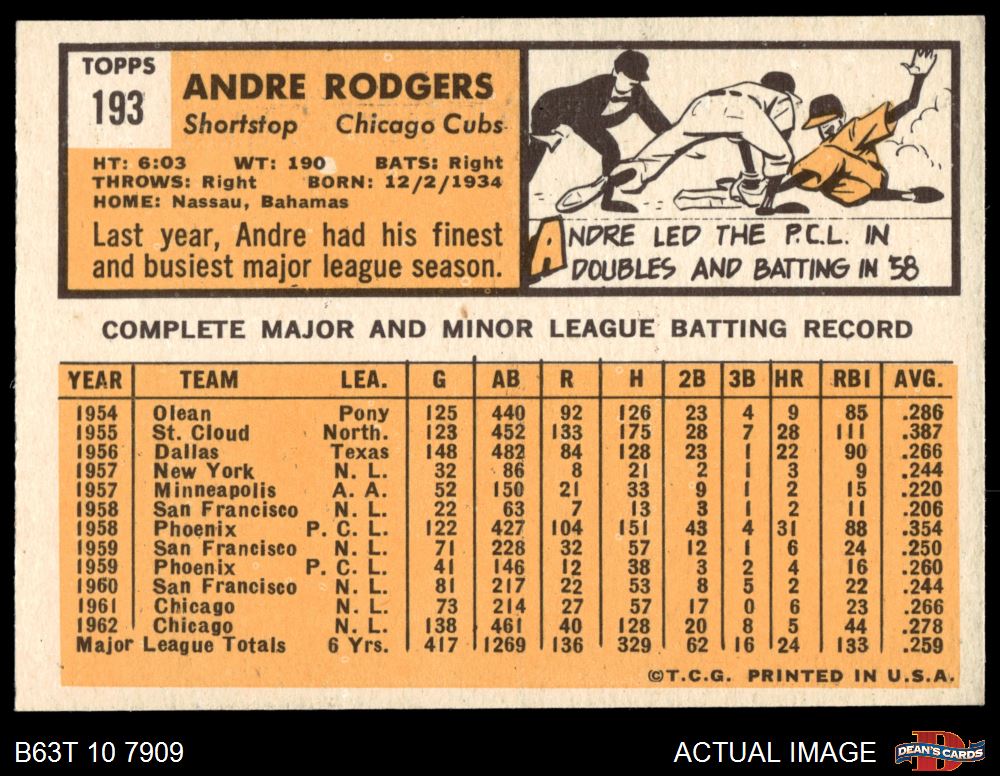 TOPPS
193
ANDRE RODGERS
Shortstop Chicago Cubs
HT: 6:03 WT: 190 BATS: Right
THROWS: Right BORN: 12/2/1934
HOME: Nassau, Bahamas
Last year, Andre had his finest
and busiest major league season.
ANDRE LED THE P.C.L. IN
DOUBLES AND BATTING IN '58
COMPLETE MAJOR AND MINOR LEAGUE BATTING RECORD
YEAR TEAM LEA. G AB R H 2B 3B HR RBI AVG.
1954 Olean Pony 125 440 92 126 23 4 9 85 .286
1955 St. Cloud North. 123 452 133 175 28 7 28 111 .387
1956 Dallas Texas 148 482 84 128 23 1 22 90 .266
1957 New York N. L. 32 86 8 21 2 1 3 9 .244
1957 Minneapolis A. A. 52 150 21 33 9 1 2 15 .220
1958 San Francisco N. L. 22 63 7 13 3 1 2 11 .206
1958 Phoenix P. C. L. 122 427 104 151 43 4 31 88 .354
1959 San Francisco N. L. 71 228 32 57 12 1 6 24 .250
1959 Phoenix P. C. L. 41 146 12 38 3 2 4 16 .260
1960 San Francisco N. L. 81 217 22 53 8 5 2 22 .244
1961 Chicago N. L. 73 214 27 57 17 0 6 23 .266
1962 Chicago N. L. 138 461 40 128 20 8 5 44 .278
Major League Totals 6 Yrs. 417 1269 136 329 62 16 24 133 .259
©T.C.G. PRINTED IN U.S.A.
B63T 10 7909
ACTUAL IMAGE
D
DEAN'S CARDS